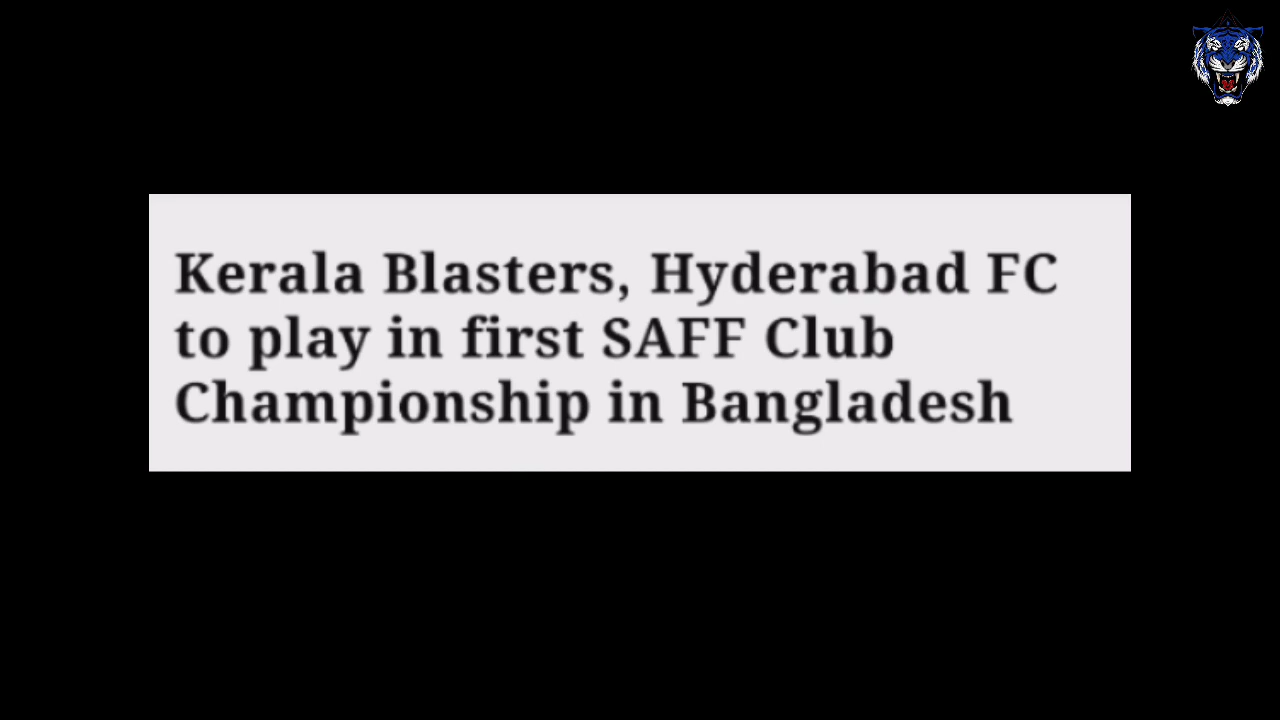 Kerala Blasters, Hyderabad FC
to play in first SAFF Club
Championship in Bangladesh